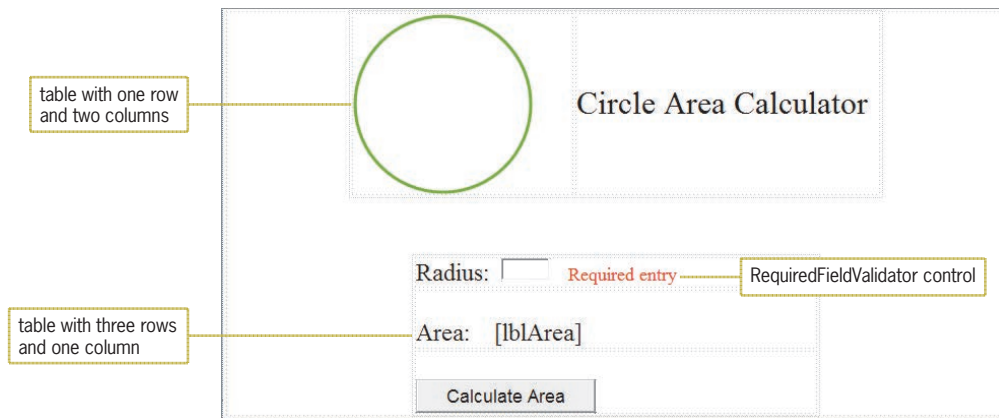 table with one row
and two columns
Circle Area Calculator
Radius:
Required entry
RequiredFieldValidator control
table with three rows
and one column
Area:
[lblArea]
Calculate Area